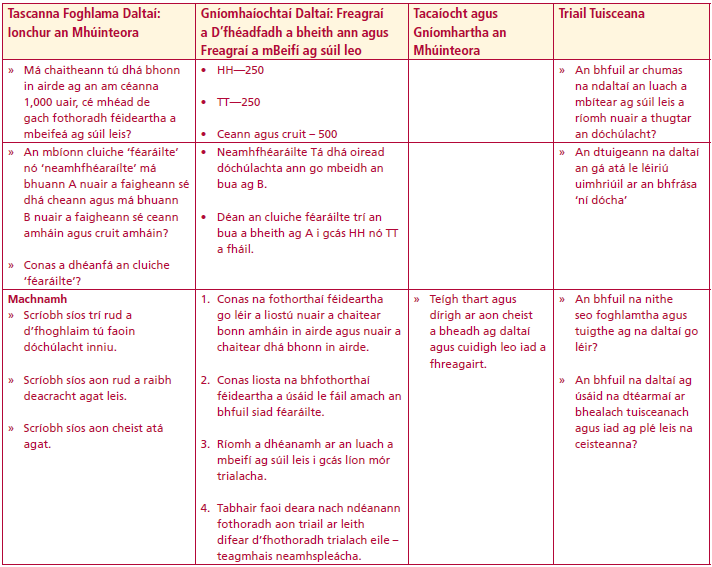 Tascanna Foghlama Daltaí:
Ionchur an Mhúinteora
Gníomhaíochtaí Daltaí: Freagraí
a D’fhéadfadh a bheith ann agus
Freagraí a mBeifí ag súil leo
Tacaíocht agus
Gníomhartha an
Mhúinteora
Triail Tuisceana
» Má chaitheann tú dhá bhonn
in airde ag an am céanna
1,000 uair, cé mhéad de
gach fothoradh féideartha a
mbeifeá ag súil leis?
• HH—250
• TT—250
• Ceann agus cruit – 500
» An bhfuil ar chumas
na ndaltaí an luach a
mbítear ag súil leis a
ríomh nuair a thugtar
an dóchúlacht?
» An mbíonn cluiche ‘féaráilte’
nó ‘neamhfhéaraílte’ má
bhuann A nuair a faigheann sé
dhá cheann agus má bhuann
B nuair a faigheann sé ceann
amháin agus cruit amháin?
» Conas a dhéanfá an cluiche
‘féaráilte’?
• Neamhfhéaráilte Tá dhá oiread
dóchúlachta ann go mbeidh an
bua ag B.
• Déan an cluiche féaráilte trí an
bua a bheith ag A i gcás HH nó TT
a fháil.
» An dtuigeann na daltaí
an gá atá le léiriú
uimhriúil ar an bhfrása
‘ní dócha’
Machnamh
» Scríobh síos trí rud a
d’fhoghlaim tú faoin
dóchúlacht inniu.
» Scríobh síos aon rud a raibh
deacracht agat leis.
» Scríobh síos aon cheist atá
agat.
1. Conas na fothorthaí féideartha
go léir a liostú nuair a chaitear
bonn amháin in airde agus nuair a
chaitear dhá bhonn in airde.
2. Conas liosta na bhfothorthaí
féideartha a úsáid le fáil amach an
bhfuil siad féaráilte.
3. Ríomh a dhéanamh ar an luach a
mbeifí ag súil leis i gcás líon mór
trialacha.
4. Tabhair faoi deara nach ndéanann
fothoradh aon triail ar leith
difear d’fhothoradh trialach eile –
teagmhais neamhspleácha.
» Teígh thart agus
dírigh ar aon cheist
a bheadh ag daltaí
agus cuidigh leo iad a
fhreagairt.
» An bhfuil na nithe
seo foghlamtha agus
tuigthe ag na daltaí go
léir?
» An bhfuil na daltaí ag
úsáid na dtéarmaí ar
bhealach tuisceanach
agus iad ag plé leis na
ceisteanna?